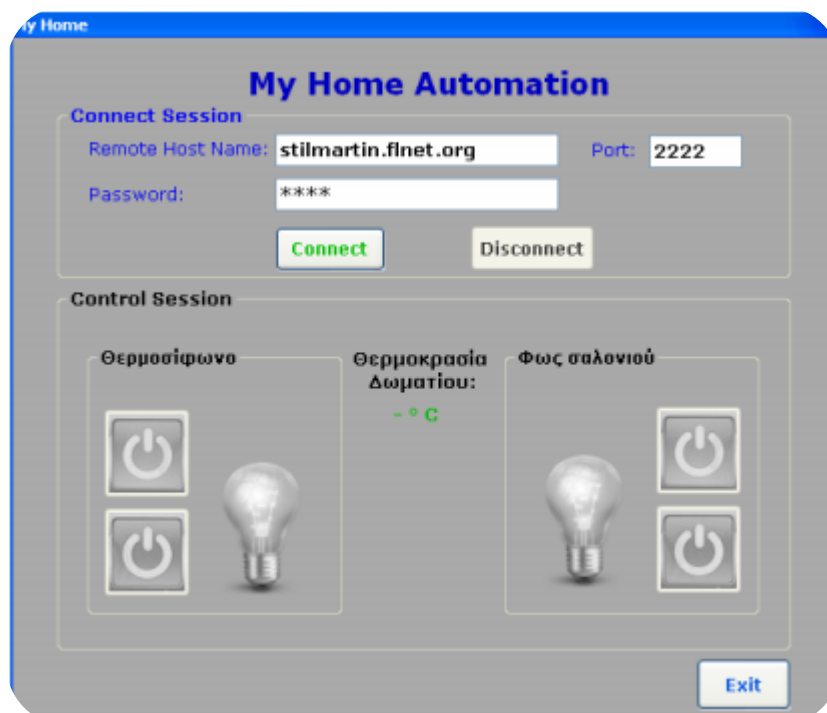 My Home
My Home Automation
Connect Session
Remote Host Name: stilmartin.flnet.org Port: 2222
Password: ****
Connect Disconnect
Control Session
Θερμοσίφωνο
Θερμοκρασία
Δωματίου:
- ° C
Φως σαλονιού
Exit